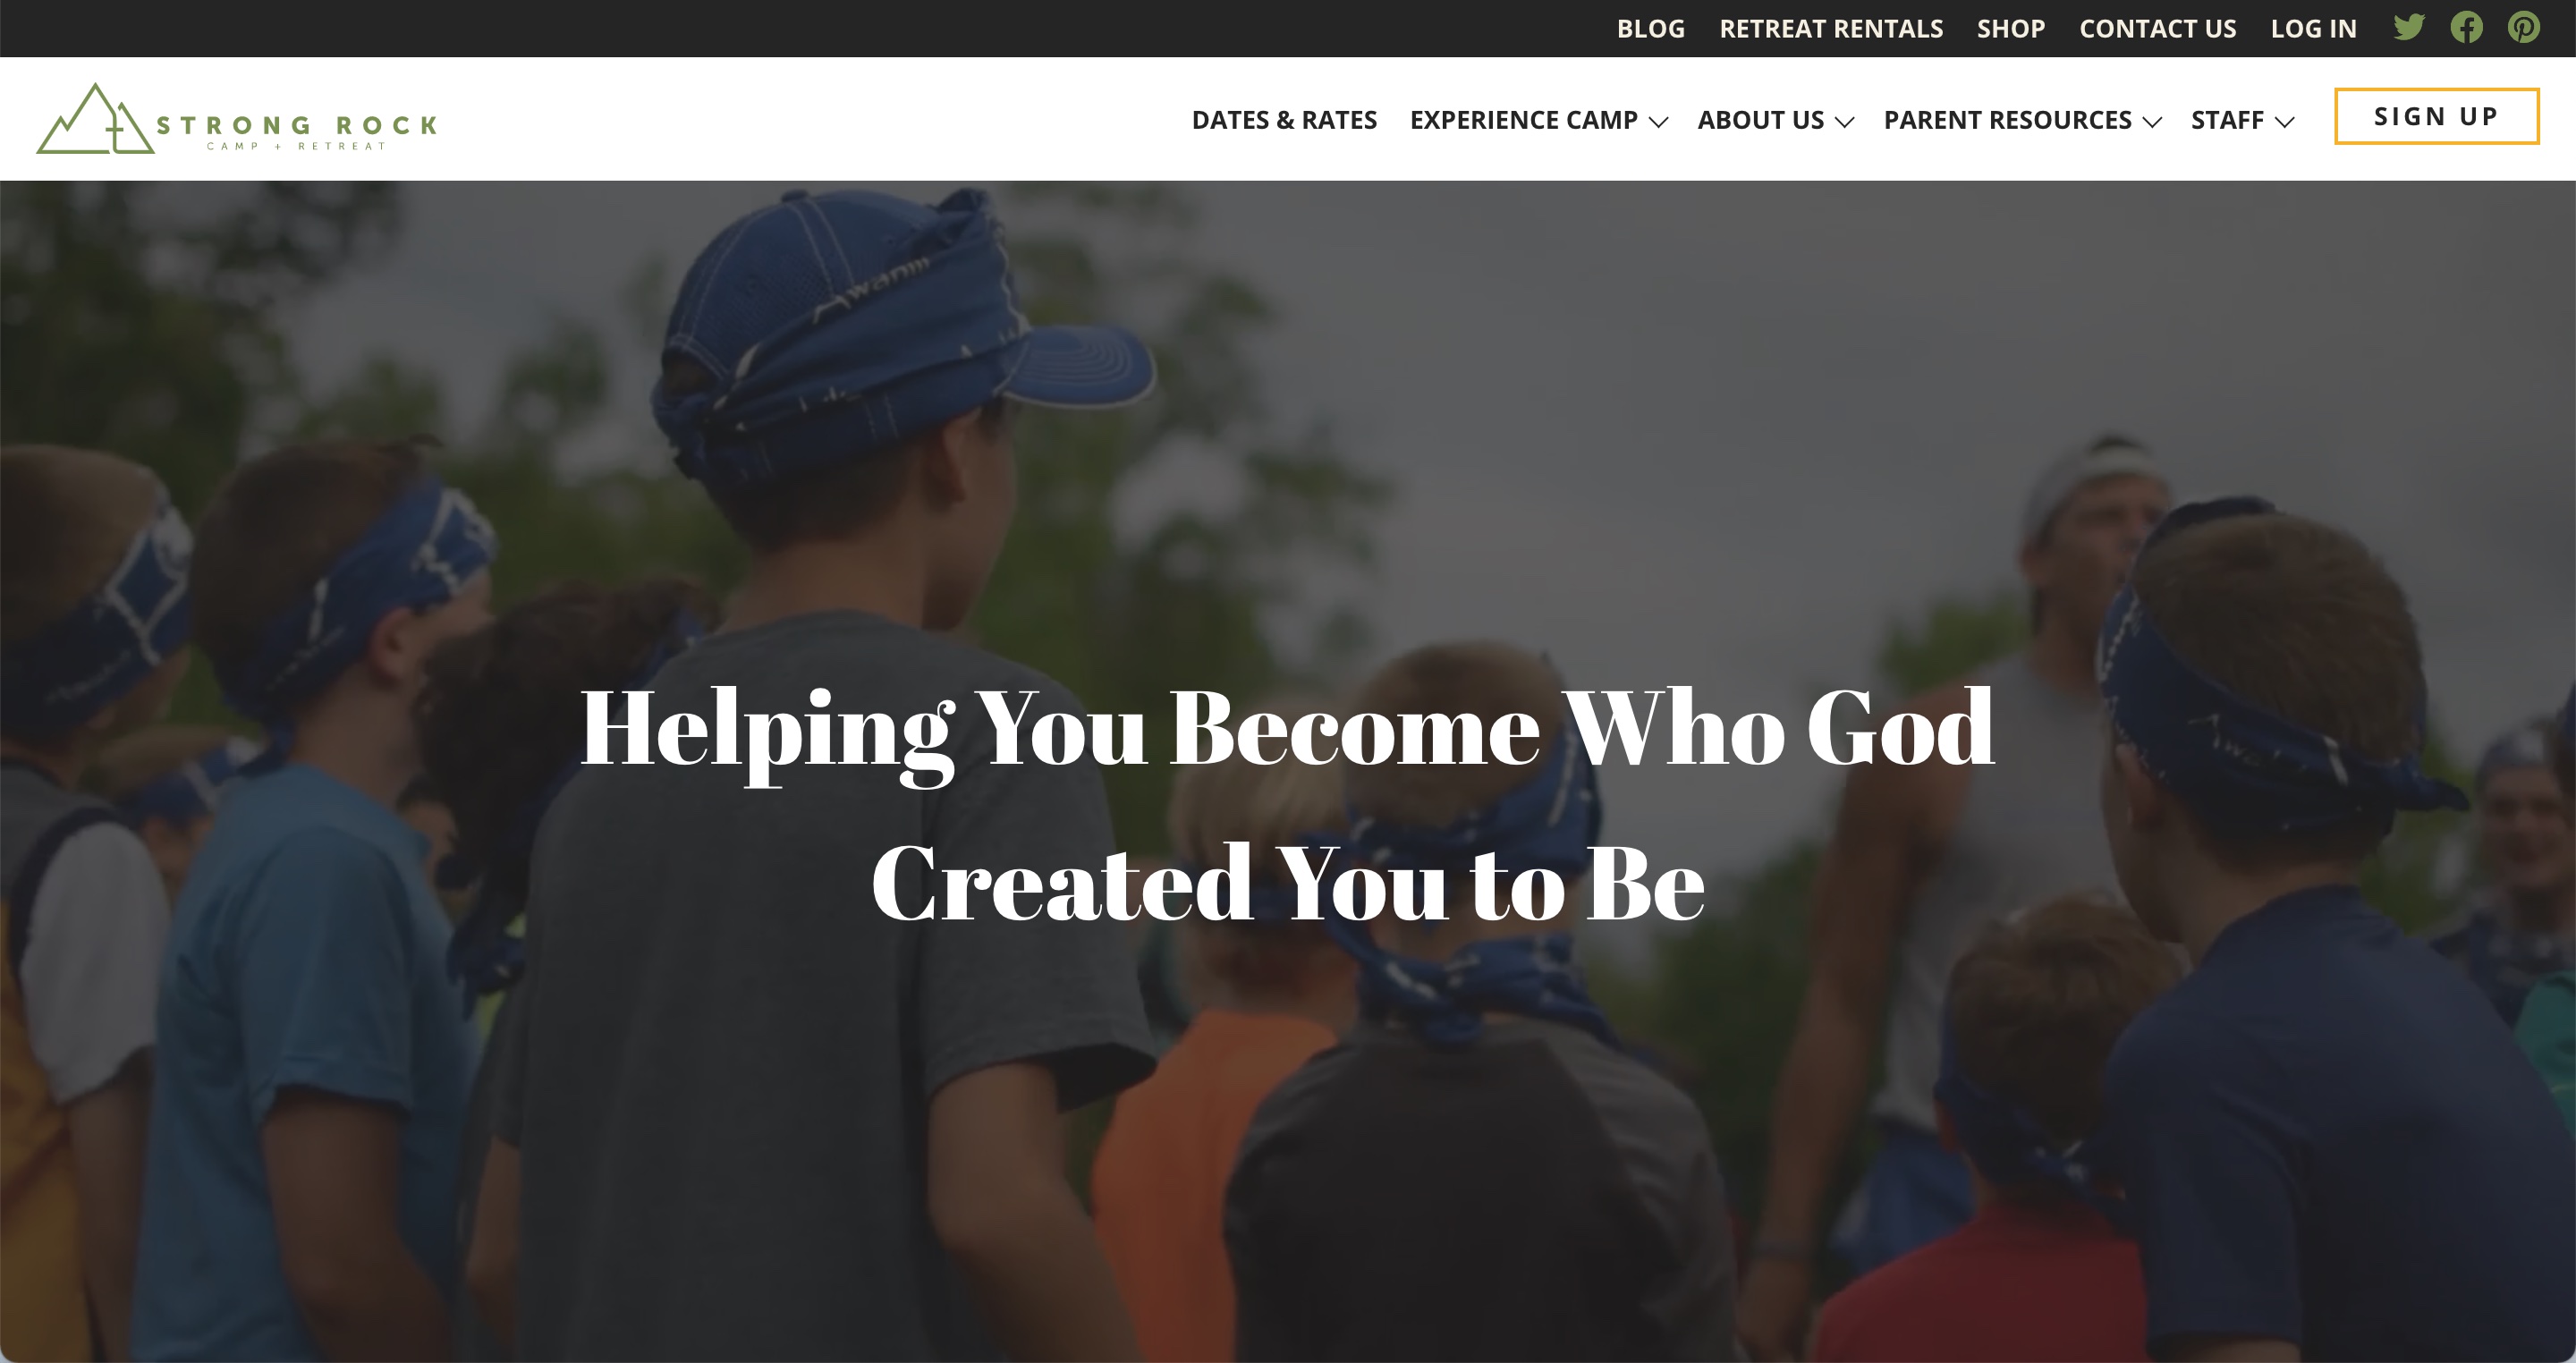 BLOG RETREAT RENTALS SHOP CONTACT US LOG IN
STRONG ROCK
CAMP + RETREAT
DATES & RATES EXPERIENCE CAMP ABOUT US PARENT RESOURCES STAFF SIGN UP
Helping You Become Who God
Created You to Be